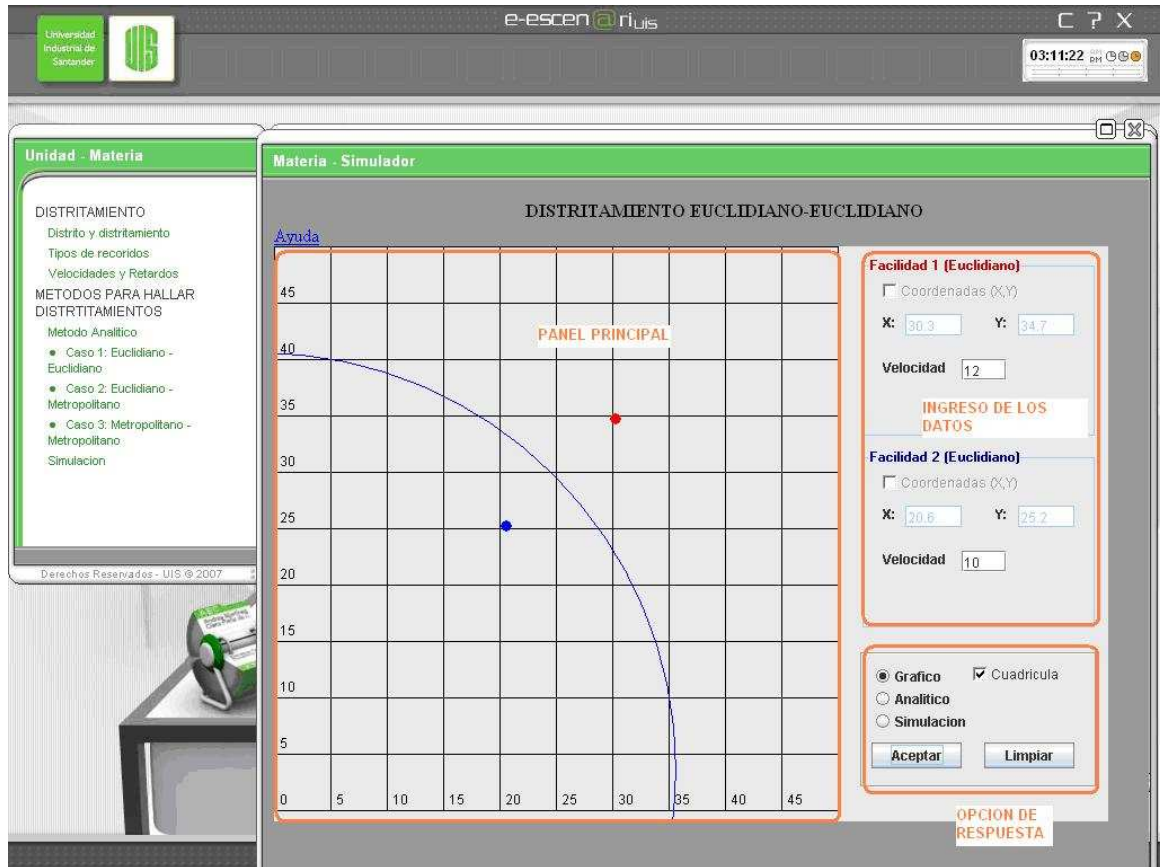 e-escen@ri UIS
C ? X
Universidad
Industrial de
Santander
UIS
03:11:22 AM
PM
Unidad - Materia
DISTRITAMIENTO
Distrito y distritamiento
Tipos de recoridos
Velocidades y Retardos
METODOS PARA HALLAR
DISTRTITAMIENTOS
Metodo Analitico
• Caso 1: Euclidiano -
Euclidiano
• Caso 2: Euclidiano -
Metropolitano
• Caso 3: Metropolitano -
Metropolitano
Simulacion
Derechos Reservados - UIS @ 2007
Materia - Simulador
DISTRITAMIENTO EUCLIDIANO-EUCLIDIANO
Ayuda
PANEL PRINCIPAL
45
40
35
30
25
20
15
10
5
0 5 10 15 20 25 30 35 40 45
Facilidad 1 (Euclidiano)
Coordenadas (X,Y)
X: 30.3 Y: 34.7
Velocidad 12
INGRESO DE LOS
DATOS
Facilidad 2 (Euclidiano)
Coordenadas (X,Y)
X: 20.6 Y: 25.2
Velocidad 10
Grafico Cuadricula
Analitico
Simulacion
Aceptar Limpiar
OPCION DE
RESPUESTA